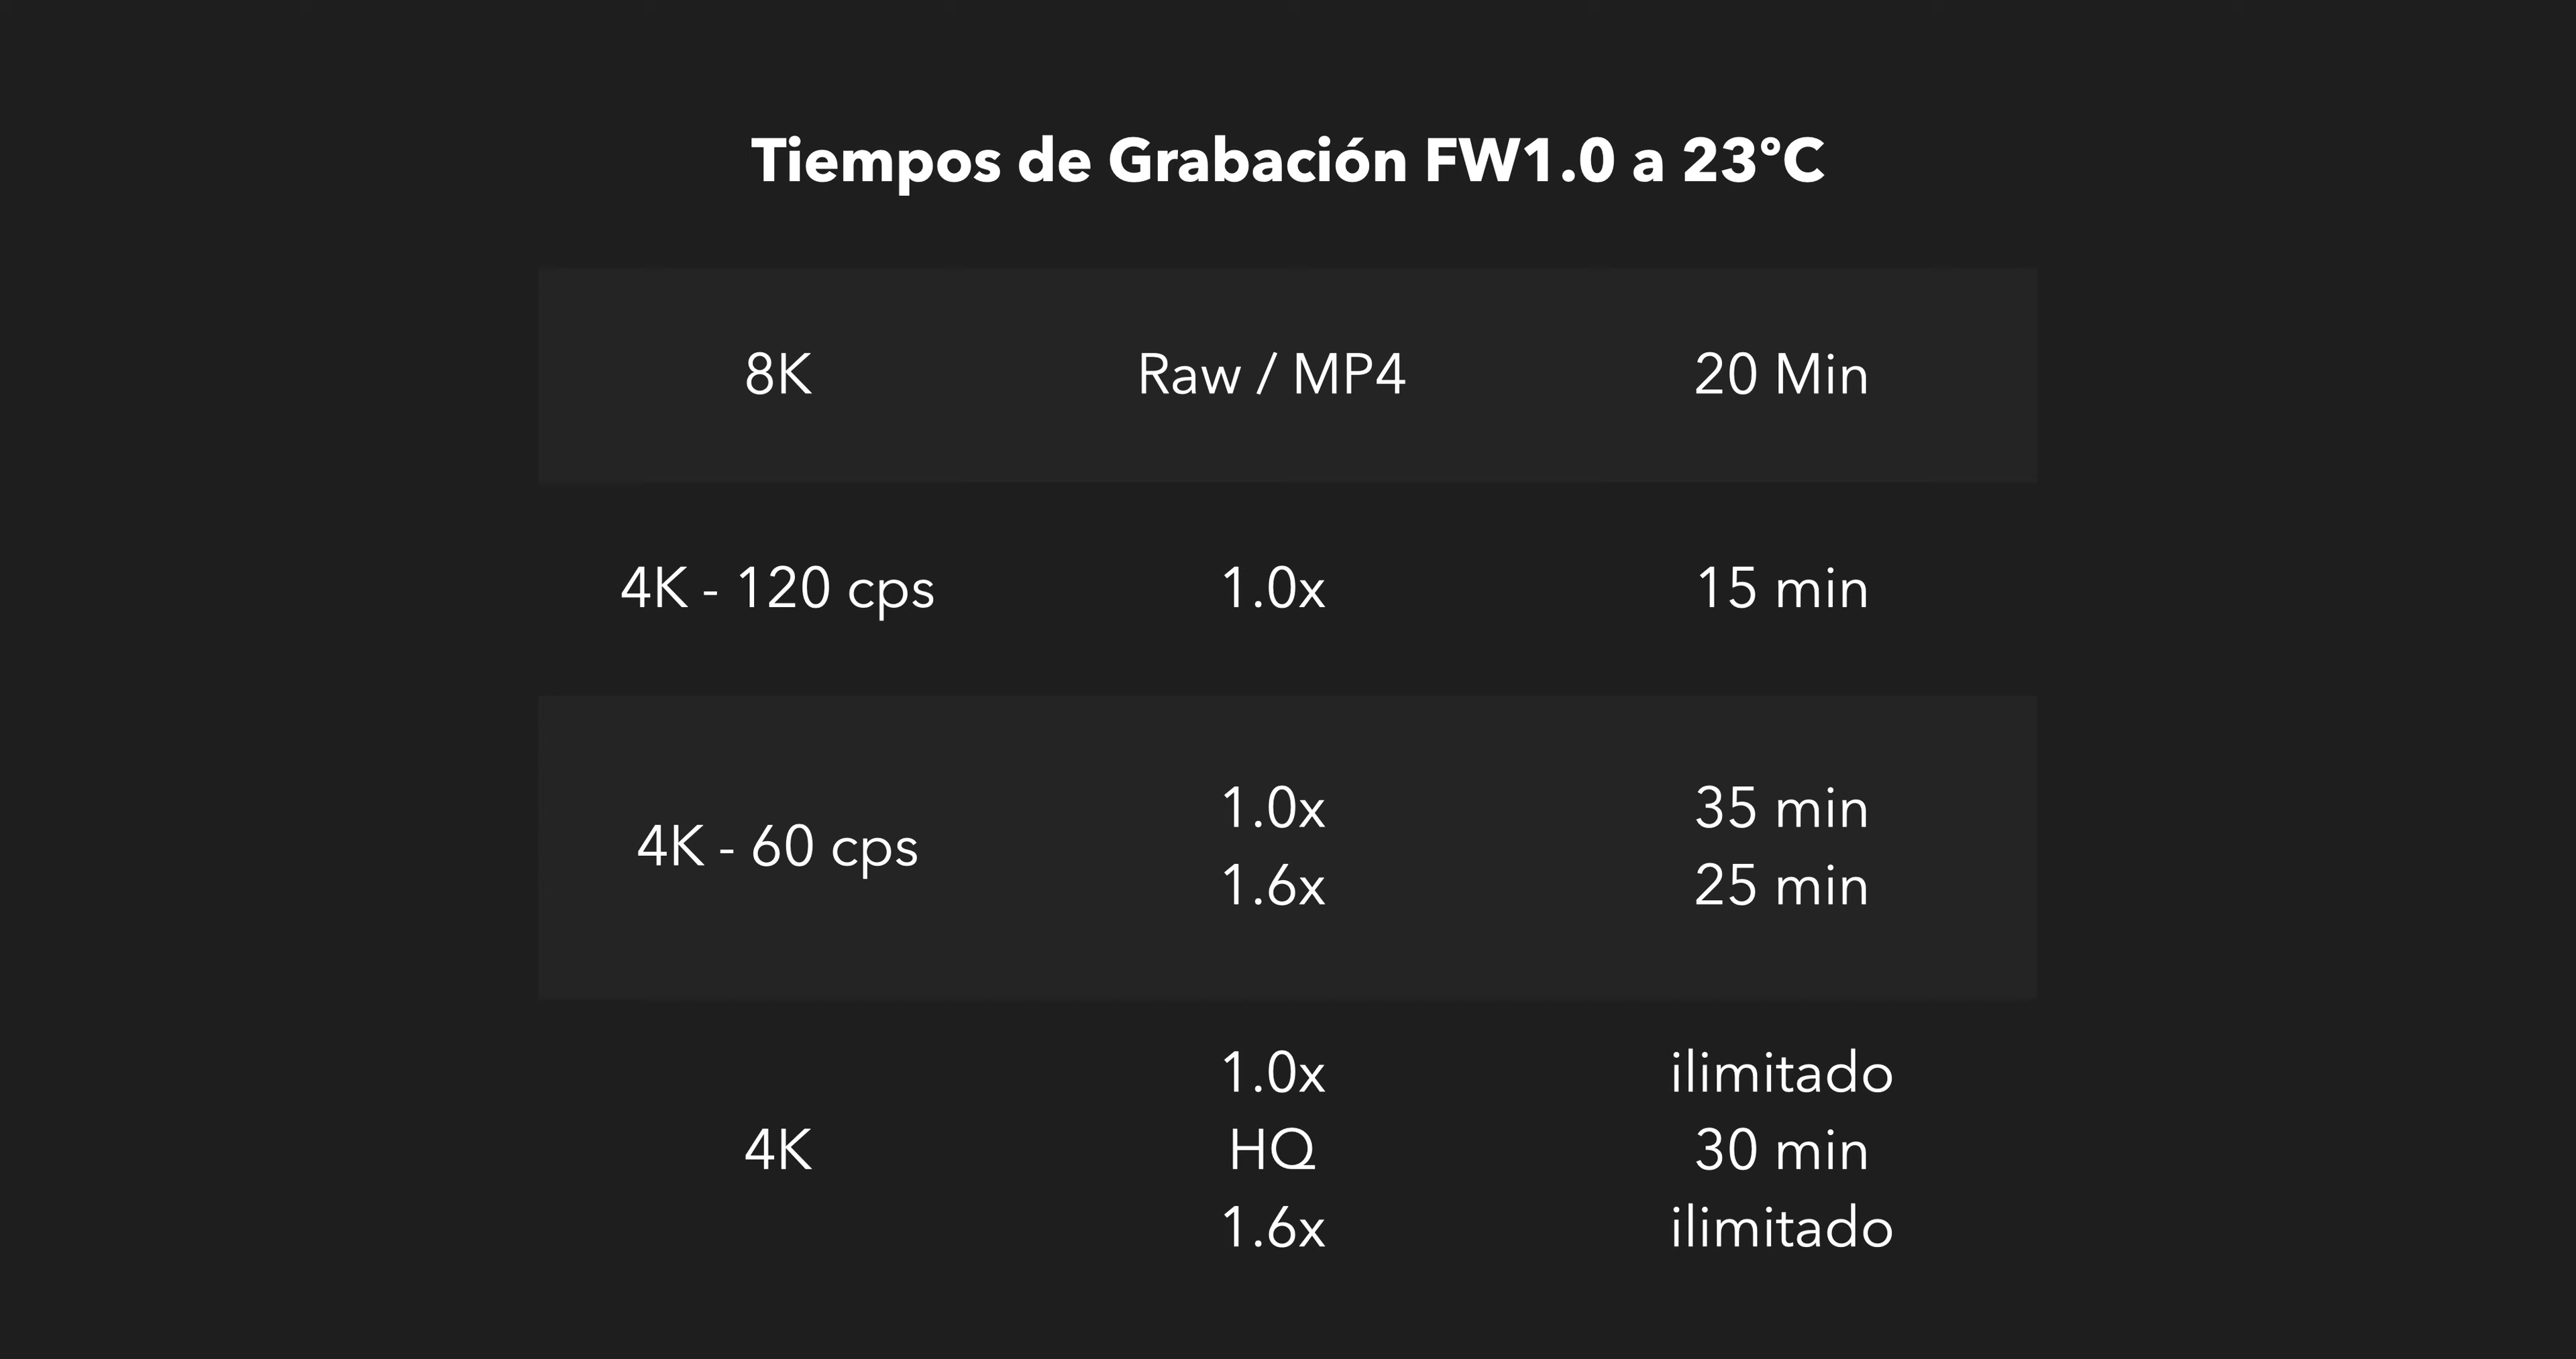 Tiempos de Grabación FW1.0 a 23°C
8K Raw / MP4 20 Min
4K - 120 cps 1.0x 15 min
4K - 60 cps
1.0x 35 min
1.6x 25 min
4K
1.0x ilimitado
HQ 30 min
1.6x ilimitado